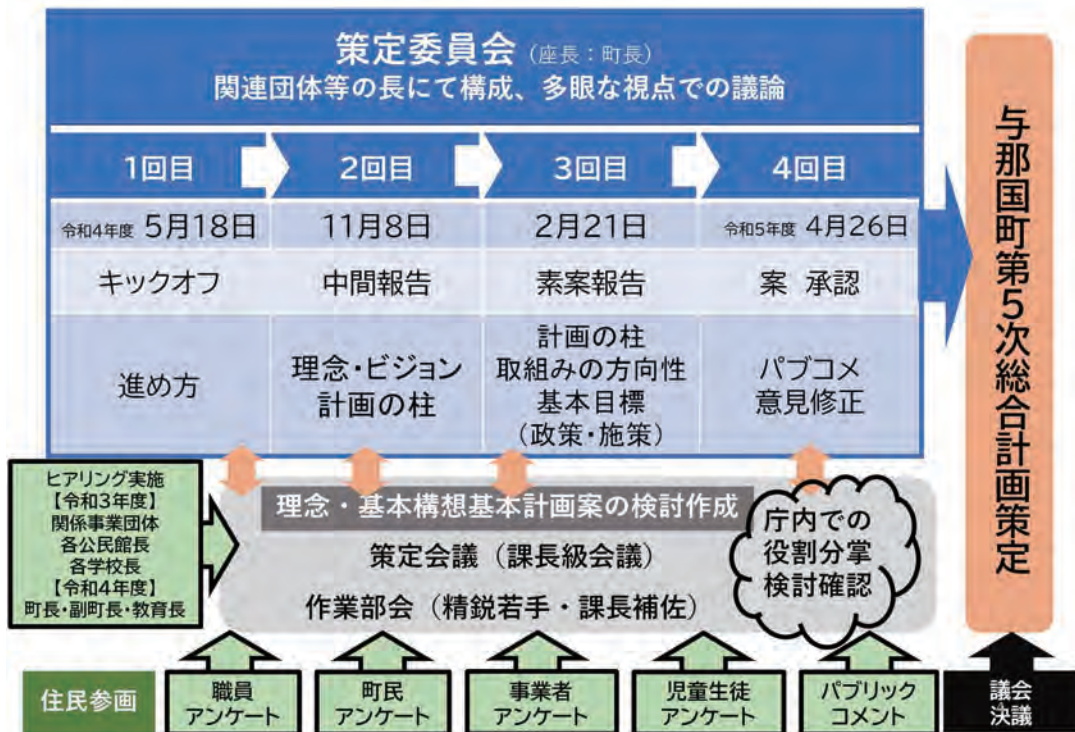 策定委員会（座長：町長）
関連団体等の長にて構成、多眼な視点での議論
1回目
2回目
3回目
4回目
令和4年度 5月18日
11月8日
2月21日
令和5年度 4月26日
キックオフ
中間報告
素案報告
案 承認
進め方
理念・ビジョン
計画の柱
計画の柱
取組みの方向性
基本目標
（政策・施策）
パブコメ
意見修正
与那国町第5次総合計画策定
ヒアリング実施
【令和3年度】
関係事業団体
各公民館長
各学校長
【令和4年度】
町長・副町長・教育長
理念・基本構想基本計画案の検討作成
策定会議（課長級会議）
作業部会（精鋭若手・課長補佐）
庁内での
役割分掌
検討確認
住民参画
職員
アンケート
町民
アンケート
事業者
アンケート
児童生徒
アンケート
パブリック
コメント
議会
決議